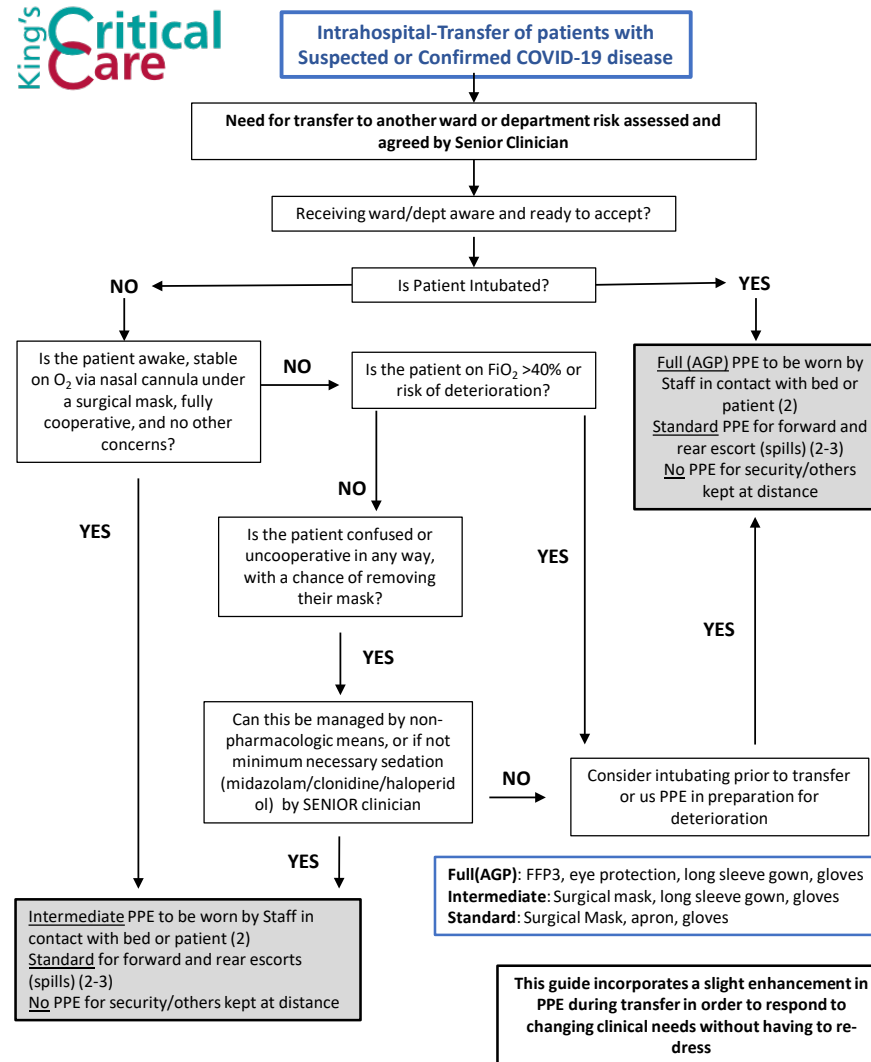 King's
Critical
Care
Intrahospital-Transfer of patients with
Suspected or Confirmed COVID-19 disease
Need for transfer to another ward or department risk assessed and
agreed by Senior Clinician
Receiving ward/dept aware and ready to accept?
NO
Is Patient Intubated?
YES
Is the patient awake, stable
on O₂ via nasal cannula under
a surgical mask, fully
cooperative, and no other
concerns?
NO
Is the patient on FiO₂ >40% or
risk of deterioration?
Full (AGP) PPE to be worn by
Staff in contact with bed or
patient (2)
Standard PPE for forward and
rear escort (spills) (2-3)
No PPE for security/others
kept at distance
NO
YES
Is the patient confused or
uncooperative in any way,
with a chance of removing
their mask?
YES
YES
YES
Can this be managed by non-
pharmacologic means, or if not
minimum necessary sedation
(midazolam/clonidine/haloperid
ol) by SENIOR clinician
NO
Consider intubating prior to transfer
or us PPE in preparation for
deterioration
YES
Full(AGP): FFP3, eye protection, long sleeve gown, gloves
Intermediate: Surgical mask, long sleeve gown, gloves
Standard: Surgical Mask, apron, gloves
Intermediate PPE to be worn by Staff in
contact with bed or patient (2)
Standard for forward and rear escorts
(spills) (2-3)
No PPE for security/others kept at distance
This guide incorporates a slight enhancement in
PPE during transfer in order to respond to
changing clinical needs without having to re-
dress